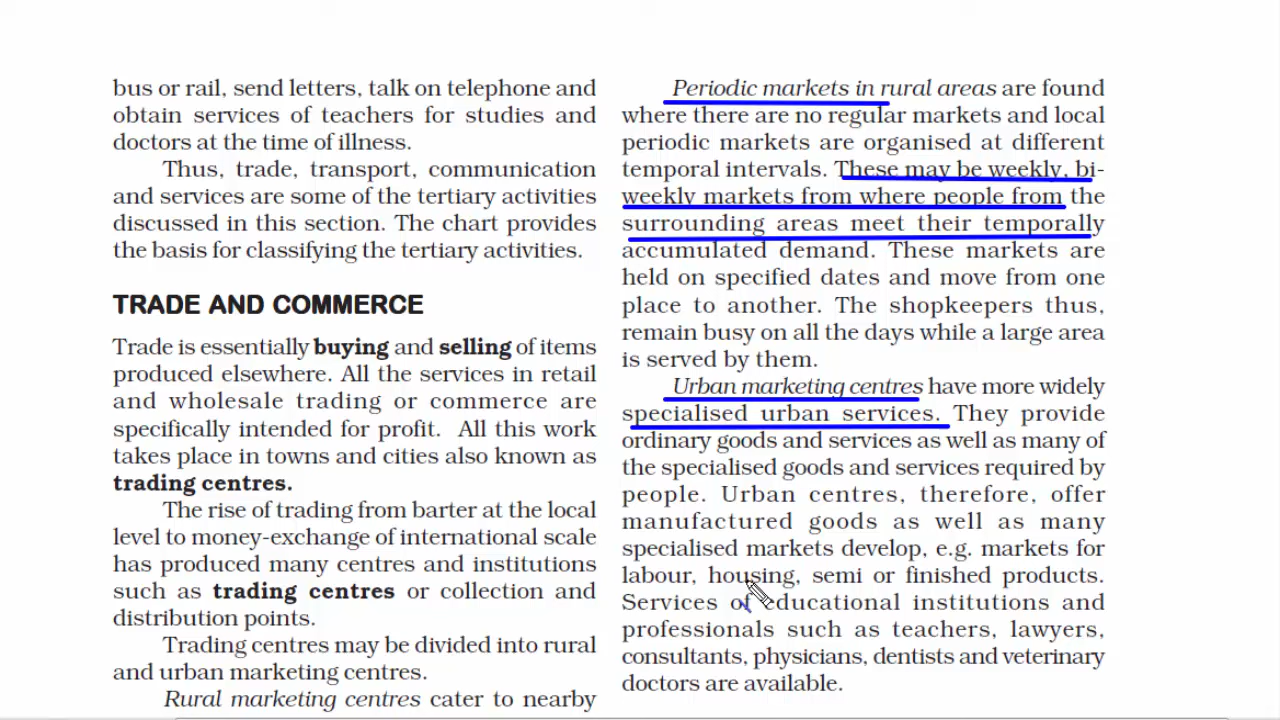 bus or rail, send letters, talk on telephone and
obtain services of teachers for studies and
doctors at the time of illness.
Thus, trade, transport, communication
and services are some of the tertiary activities
discussed in this section. The chart provides
the basis for classifying the tertiary activities.
TRADE AND COMMERCE
Trade is essentially buying and selling of items
produced elsewhere. All the services in retail
and wholesale trading or commerce are
specifically intended for profit. All this work
takes place in towns and cities also known as
trading centres.
The rise of trading from barter at the local
level to money-exchange of international scale
has produced many centres and institutions
such as trading centres or collection and
distribution points.
Trading centres may be divided into rural
and urban marketing centres.
Rural marketing centres cater to nearby
Periodic markets in rural areas are found
where there are no regular markets and local
periodic markets are organised at different
temporal intervals. These may be weekly, bi-
weekly markets from where people from the
surrounding areas meet their temporally
accumulated demand. These markets are
held on specified dates and move from one
place to another. The shopkeepers thus,
remain busy on all the days while a large area
is served by them.
Urban marketing centres have more widely
specialised urban services. They provide
ordinary goods and services as well as many of
the specialised goods and services required by
people. Urban centres, therefore, offer
manufactured goods as well as many
specialised markets develop, e.g. markets for
labour, housing, semi or finished products.
Services of educational institutions and
professionals such as teachers, lawyers,
consultants, physicians, dentists and veterinary
doctors are available.